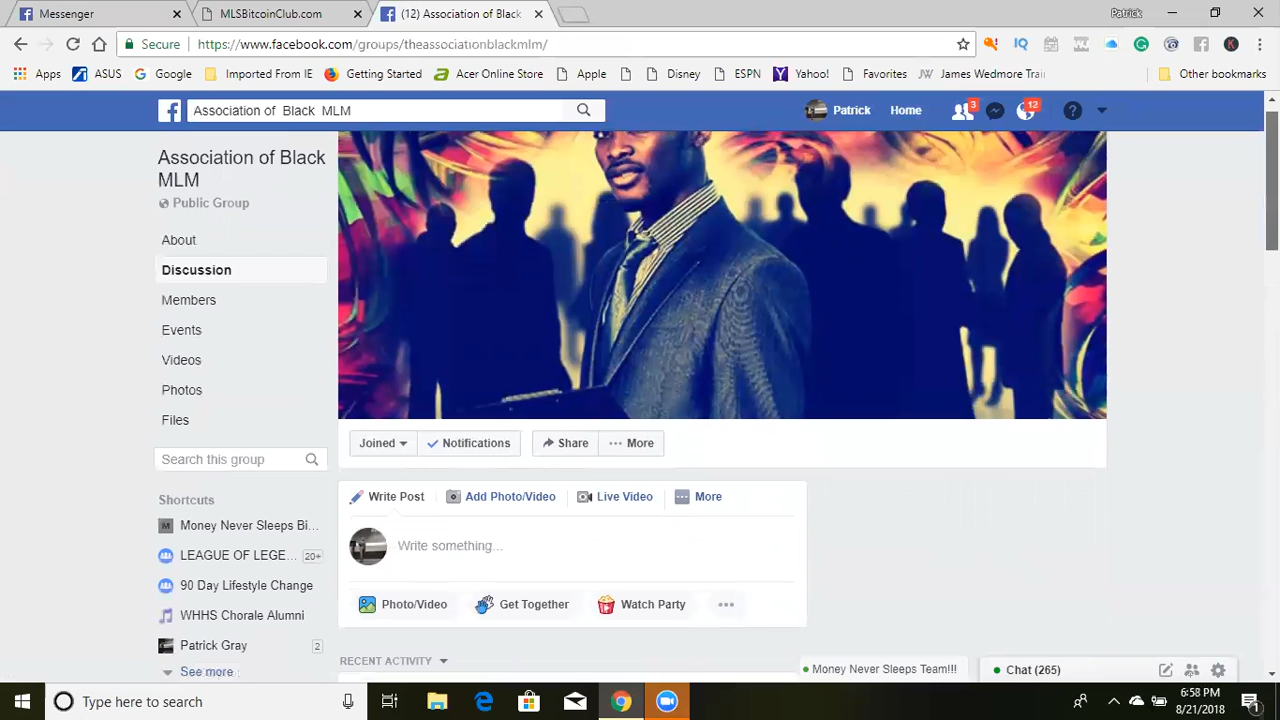 Messenger
MLSBitcoinClub.com
(12) Association of Black
Patrick
Secure
https://www.facebook.com/groups/theassociationblackmlm/
Apps
ASUS
Google
Imported From IE
Getting Started
Acer Online Store
Apple
Disney
ESPN
Yahoo!
Favorites
James Wedmore Trai
Other bookmarks
Association of Black MLM
Patrick
Home
3
12
Association of Black
MLM
Public Group
About
Discussion
Members
Events
Videos
Photos
Files
Search this group
Shortcuts
Money Never Sleeps Bi...
LEAGUE OF LEGE... 20+
90 Day Lifestyle Change
WHHS Chorale Alumni
Patrick Gray 2
See more
Joined
Notifications
Share
More
Write Post
Add Photo/Video
Live Video
More
Write something...
Photo/Video
Get Together
Watch Party
RECENT ACTIVITY
Money Never Sleeps Team!!!
Chat (265)
Type here to search
6:58 PM
8/21/2018
1